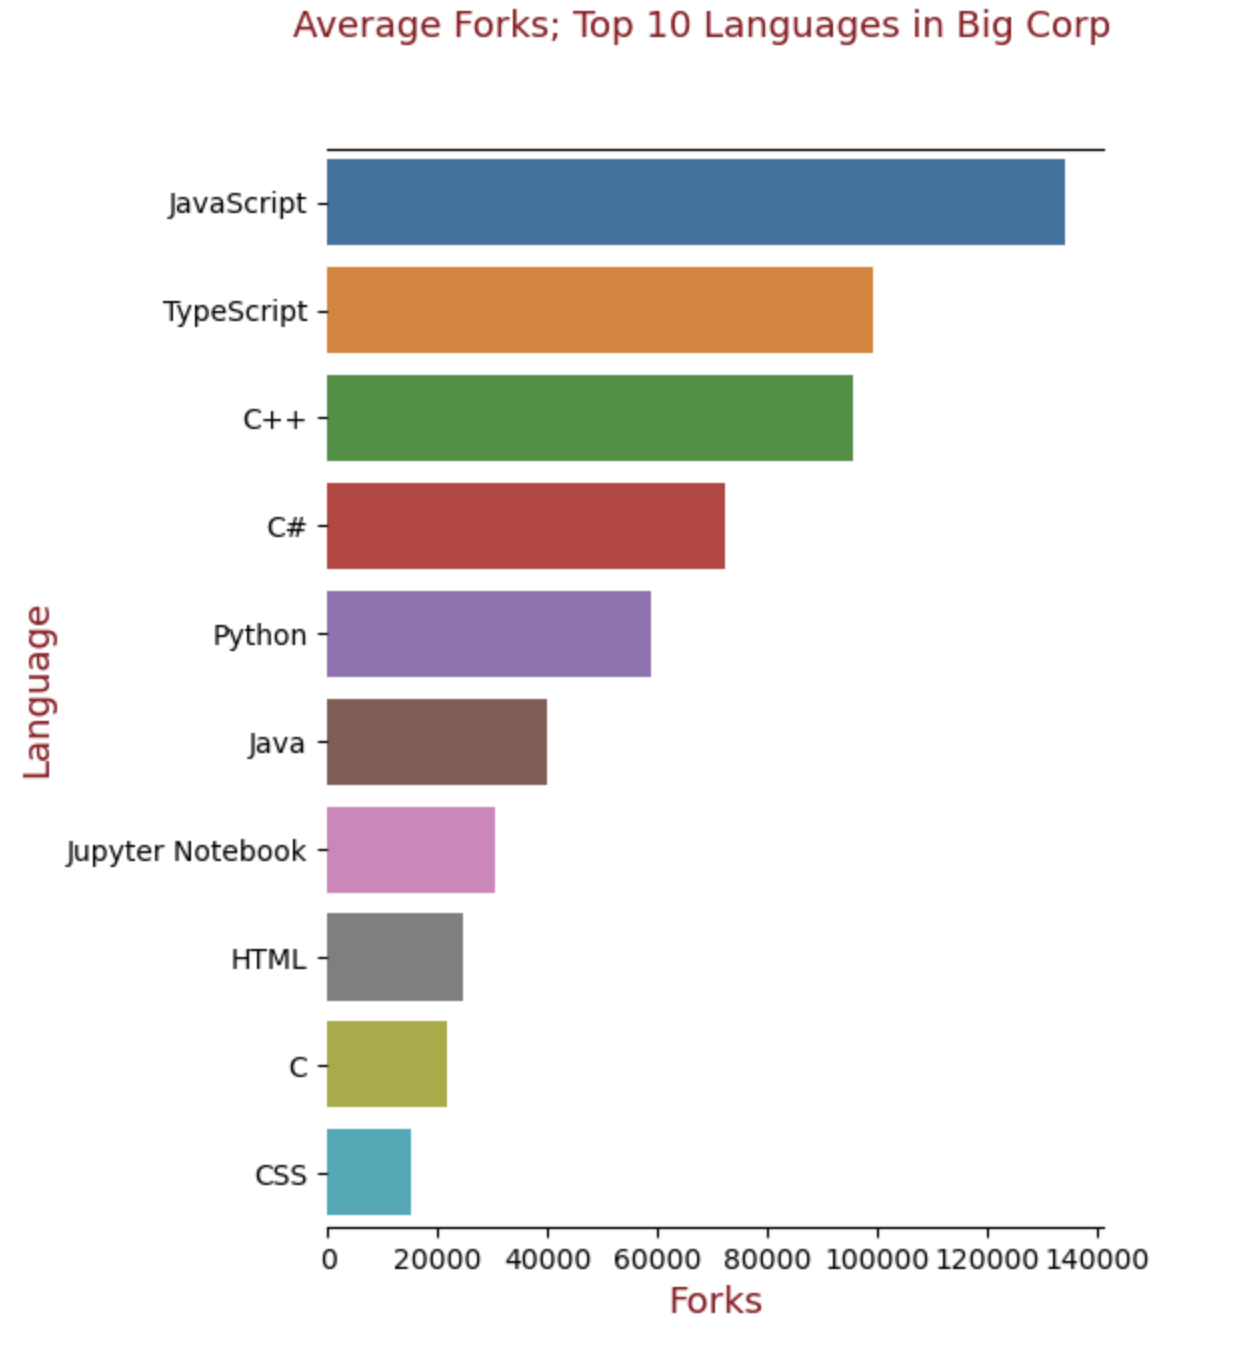 Average Forks; Top 10 Languages in Big Corp
JavaScript
TypeScript
C++
C#
Python
Java
Jupyter Notebook
HTML
C
CSS
Language
0 20000 40000 60000 80000 100000 120000 140000
Forks